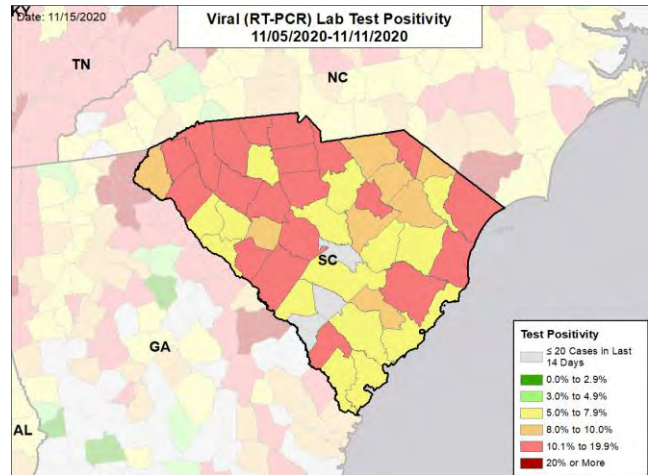 KY
Date: 11/15/2020
Viral (RT-PCR) Lab Test Positivity
11/05/2020-11/11/2020
TN
NC
SC
GA
AL
Test Positivity
≤ 20 Cases in Last
14 Days
0.0% to 2.9%
3.0% to 4.9%
5.0% to 7.9%
8.0% to 10.0%
10.1% to 19.9%
20% or More